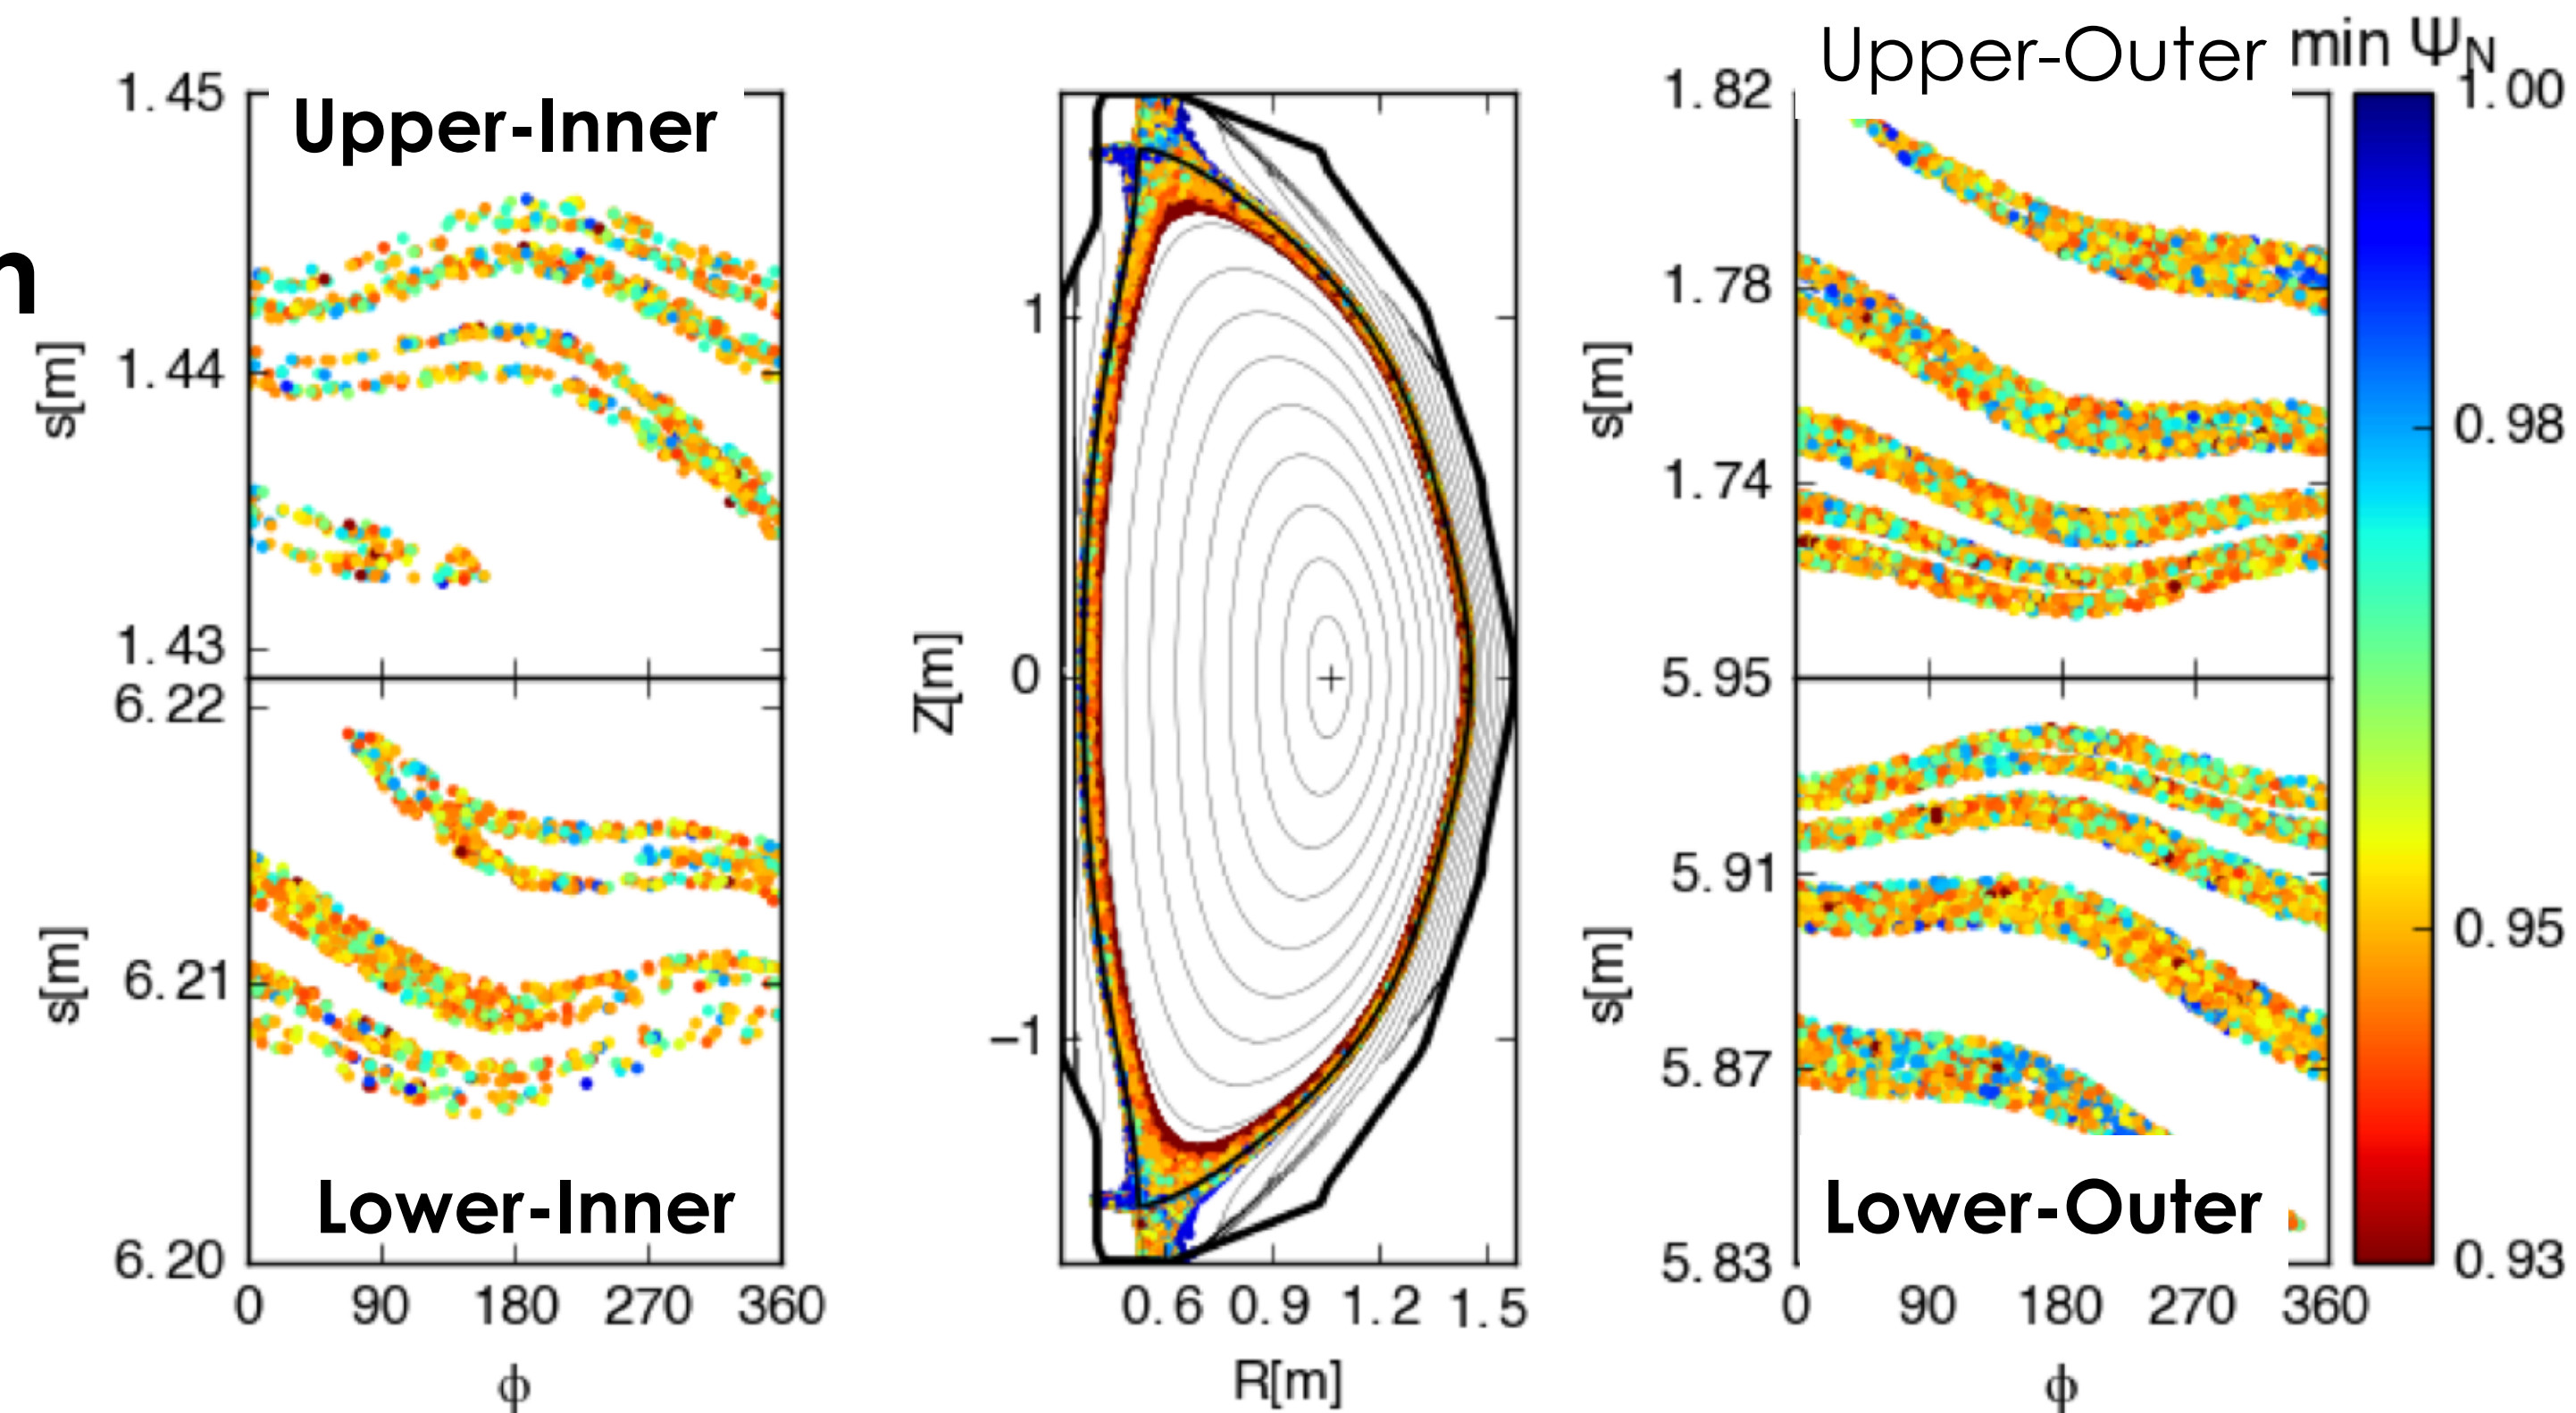 n
Upper-Inner
1.45
1.44
1.43
s[m]
6.22
6.21
6.20
s[m]
Lower-Inner
0 90 180 270 360
ϕ
1
0
−1
Z[m]
0.6 0.9 1.2 1.5
R[m]
Upper-Outer
1.82
1.78
1.74
s[m]
5.95
5.91
5.87
5.83
s[m]
Lower-Outer
0 90 180 270 360
ϕ
min Ψ_N
1.00
0.98
0.95
0.93